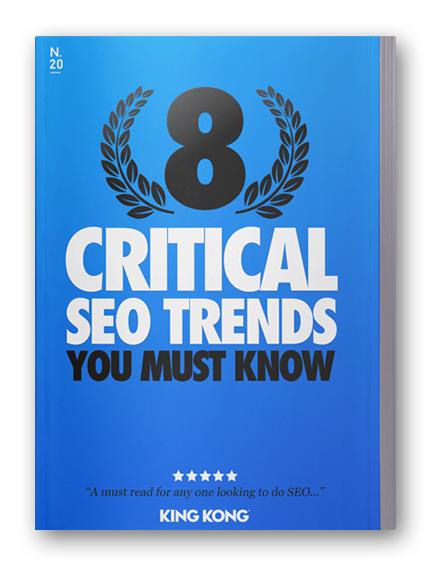 N.
20
8
CRITICAL
SEO TRENDS
YOU MUST KNOW
“A must read for any one looking to do SEO...”
KING KONG